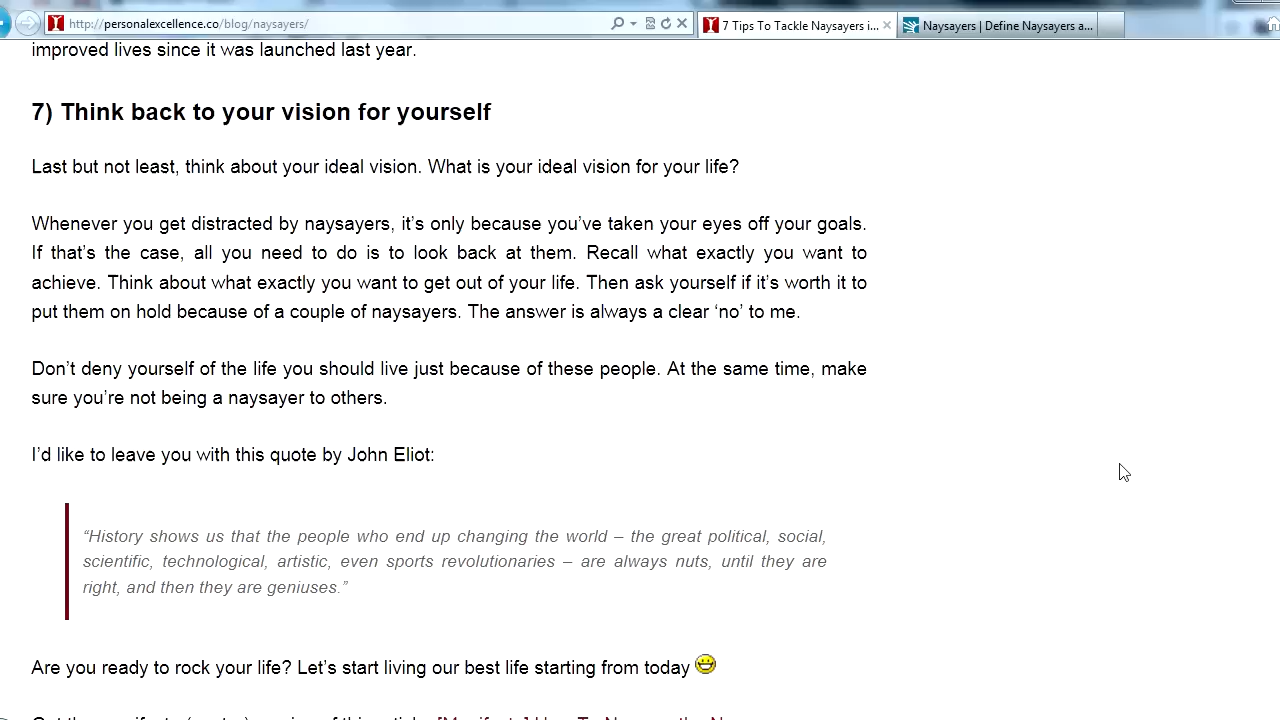 http://personalexcellence.co/blog/naysayers/
7 Tips To Tackle Naysayers i...
Naysayers | Define Naysayers a...
improved lives since it was launched last year.
7) Think back to your vision for yourself
Last but not least, think about your ideal vision. What is your ideal vision for your life?
Whenever you get distracted by naysayers, it’s only because you’ve taken your eyes off your goals.
If that’s the case, all you need to do is to look back at them. Recall what exactly you want to
achieve. Think about what exactly you want to get out of your life. Then ask yourself if it’s worth it to
put them on hold because of a couple of naysayers. The answer is always a clear ‘no’ to me.
Don’t deny yourself of the life you should live just because of these people. At the same time, make
sure you’re not being a naysayer to others.
I’d like to leave you with this quote by John Eliot:
“History shows us that the people who end up changing the world – the great political, social,
scientific, technological, artistic, even sports revolutionaries – are always nuts, until they are
right, and then they are geniuses.”
Are you ready to rock your life? Let’s start living our best life starting from today